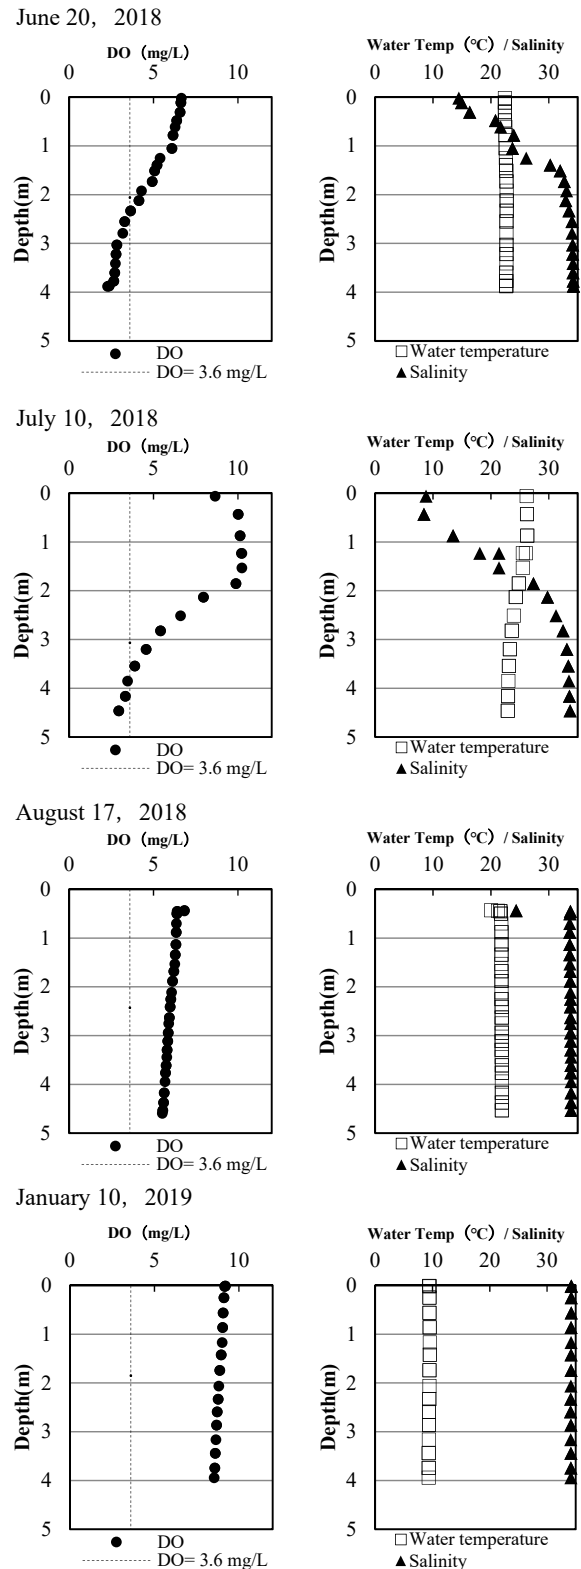 June 20, 2018
DO (mg/L)
0 5 10
0
1
2
3
4
5
Depth(m)
DO
DO= 3.6 mg/L
Water Temp (℃) / Salinity
0 10 20 30
0
1
2
3
4
5
Depth(m)
Water temperature
Salinity
July 10, 2018
DO (mg/L)
0 5 10
0
1
2
3
4
5
Depth(m)
DO
DO= 3.6 mg/L
Water Temp (℃) / Salinity
0 10 20 30
0
1
2
3
4
5
Depth(m)
Water temperature
Salinity
August 17, 2018
DO (mg/L)
0 5 10
0
1
2
3
4
5
Depth(m)
DO
DO= 3.6 mg/L
Water Temp (℃) / Salinity
0 10 20 30
0
1
2
3
4
5
Depth(m)
Water temperature
Salinity
January 10, 2019
DO (mg/L)
0 5 10
0
1
2
3
4
5
Depth(m)
DO
DO= 3.6 mg/L
Water Temp (℃) / Salinity
0 10 20 30
0
1
2
3
4
5
Depth(m)
Water temperature
Salinity